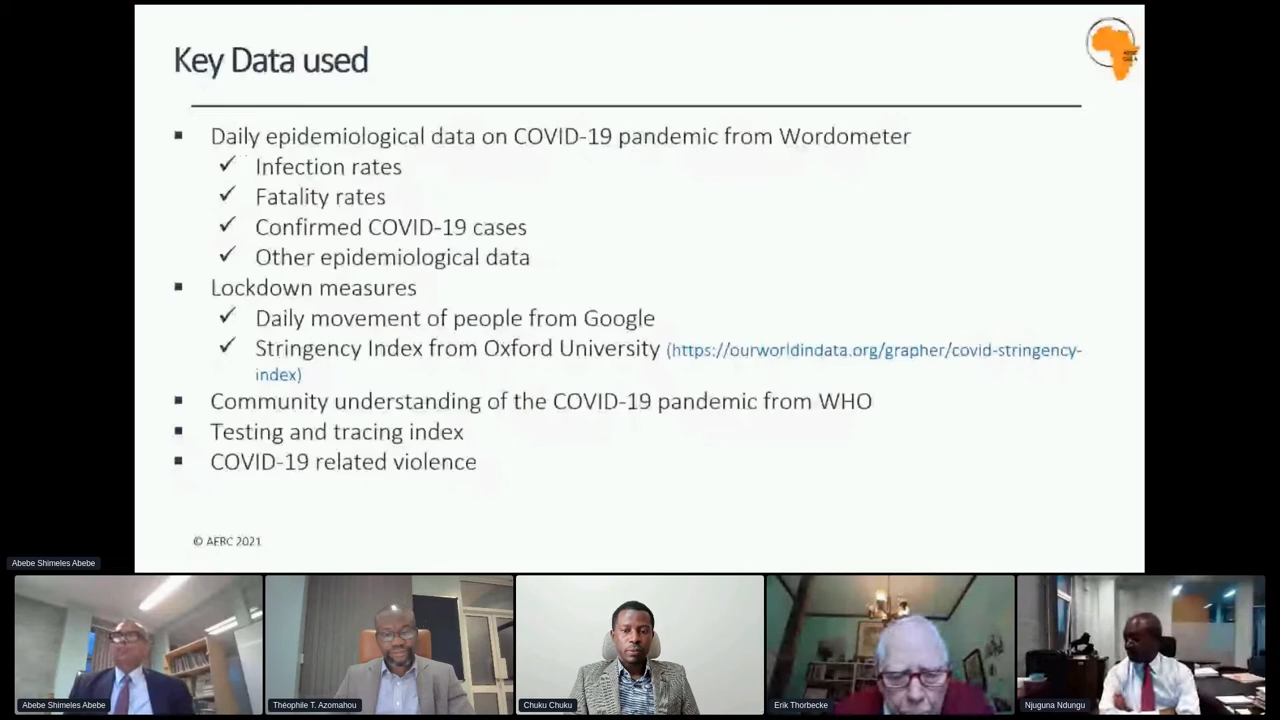 Key Data used
Daily epidemiological data on COVID-19 pandemic from Wordometer
Infection rates
Fatality rates
Confirmed COVID-19 cases
Other epidemiological data
Lockdown measures
Daily movement of people from Google
Stringency Index from Oxford University (https://ourworldindata.org/grapher/covid-stringency-
index)
Community understanding of the COVID-19 pandemic from WHO
Testing and tracing index
COVID-19 related violence
© AERC 2021
Abebe Shimeles Abebe
Abebe Shimeles Abebe
Théophile T. Azomahou
Chuku Chuku
Erik Thorbecke
Njuguna Ndungu